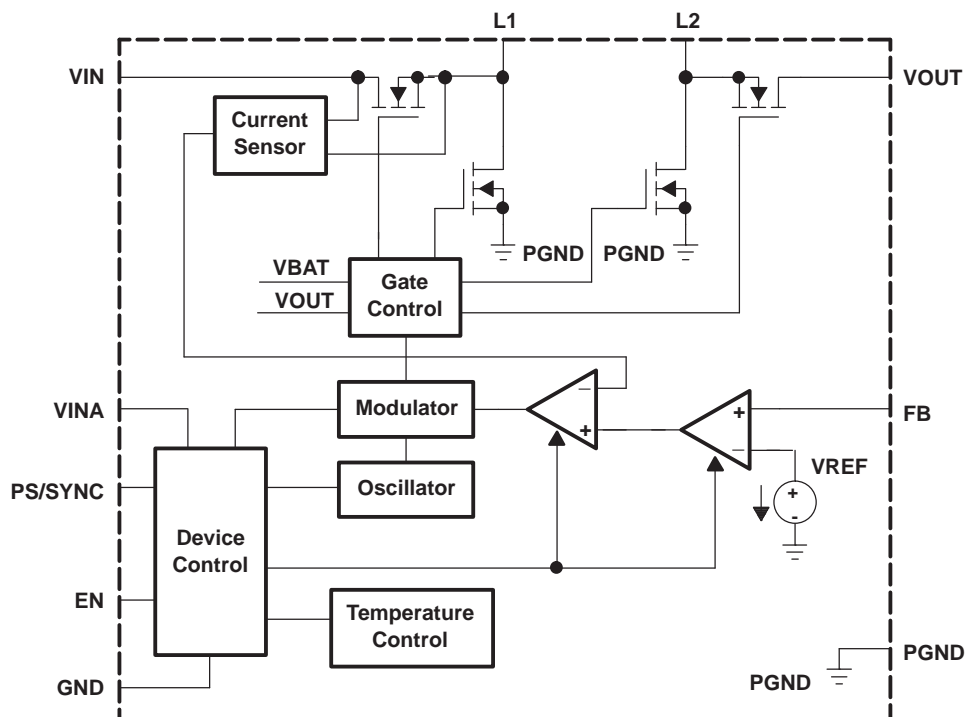 L1 L2
VIN
VOUT
Current
Sensor
PGND PGND
VBAT
VOUT
Gate
Control
VINA
Modulator
−
+
+
−
FB
PS/SYNC
Oscillator
VREF
+
-
Device
Control
EN
Temperature
Control
GND
PGND
PGND